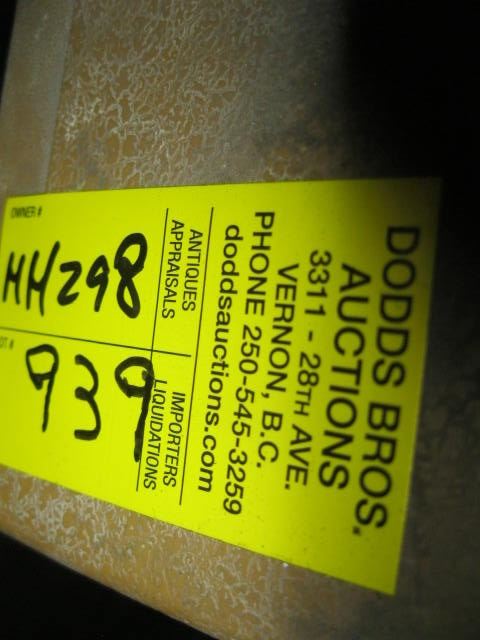 DODDS BROS.
AUCTIONS
3311 - 28TH AVE.
VERNON, B.C.
PHONE 250-545-3259
doddsauctions.com
ANTIQUES
APPRAISALS
IMPORTERS
LIQUIDATIONS
OWNER #
HH298
OT #
939